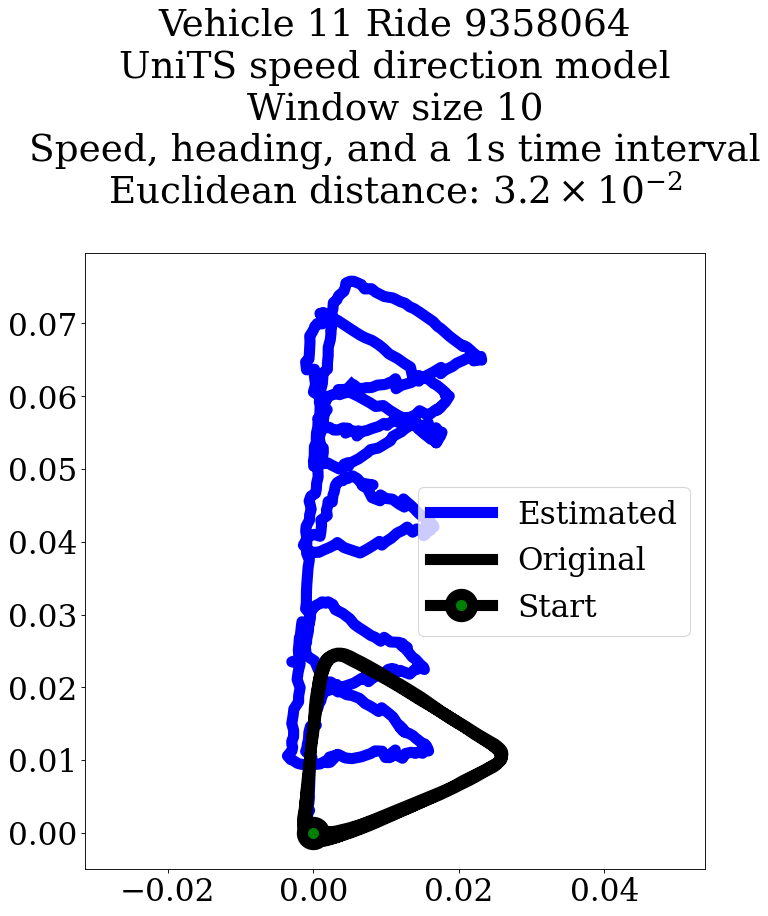 Vehicle 11 Ride 9358064
UniTS speed direction model
Window size 10
Speed, heading, and a 1s time interval
Euclidean distance: 3.2 × 10⁻²
0.07
0.06
0.05
0.04
0.03
0.02
0.01
0.00
Estimated
Original
Start
−0.02 0.00 0.02 0.04